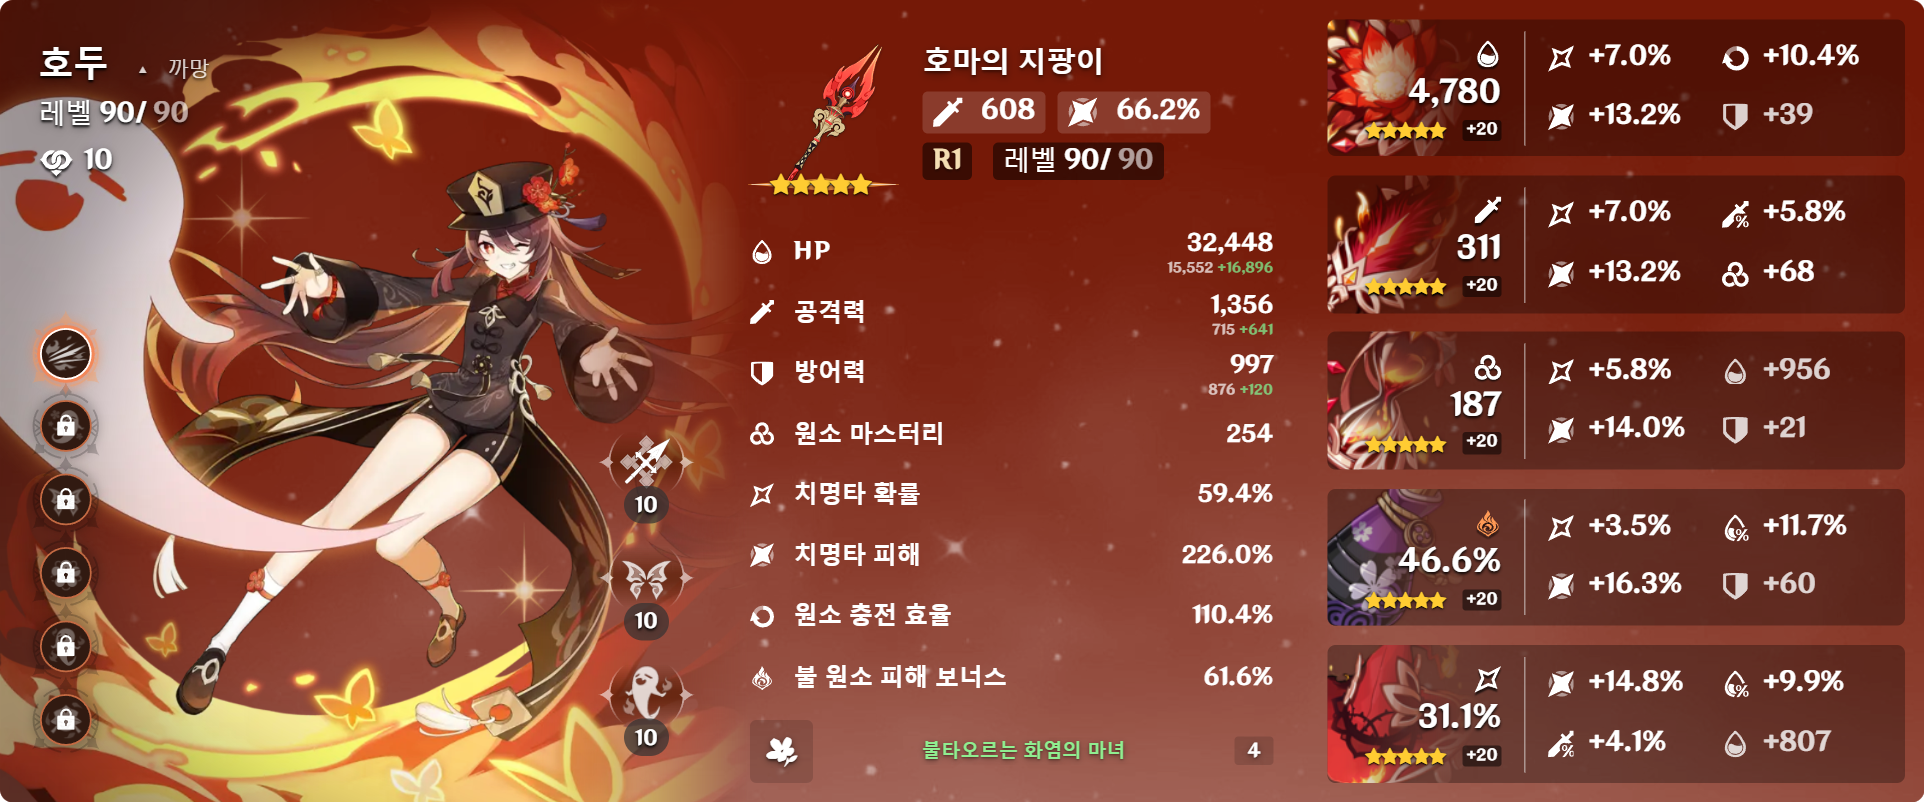 호두 ▲ 까망
레벨 90/ 90
10
10
10
10
호마의 지팡이
608 66.2%
R1 레벨 90/ 90
HP 32,448
15,552 +16,896
공격력 1,356
715 +641
방어력 997
876 +120
원소 마스터리 254
치명타 확률 59.4%
치명타 피해 226.0%
원소 충전 효율 110.4%
불 원소 피해 보너스 61.6%
불타오르는 화염의 마녀 4
4,780
+20
+7.0% +10.4%
+13.2% +39
311
+20
+7.0% +5.8%
+13.2% +68
187
+20
+5.8% +956
+14.0% +21
46.6%
+20
+3.5% +11.7%
+16.3% +60
31.1%
+20
+14.8% +9.9%
+4.1% +807